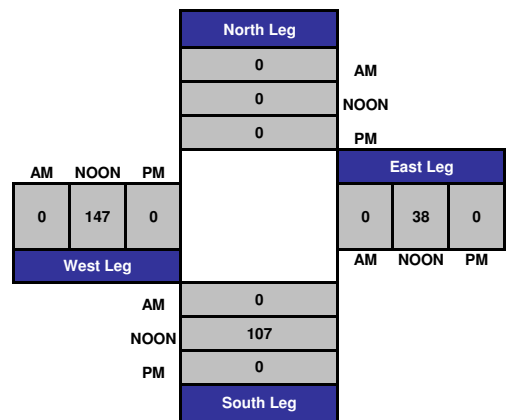 North Leg
0 AM
0 NOON
0 PM
AM NOON PM East Leg
0 147 0 0 38 0
West Leg AM NOON PM
AM 0
NOON 107
PM 0
South Leg